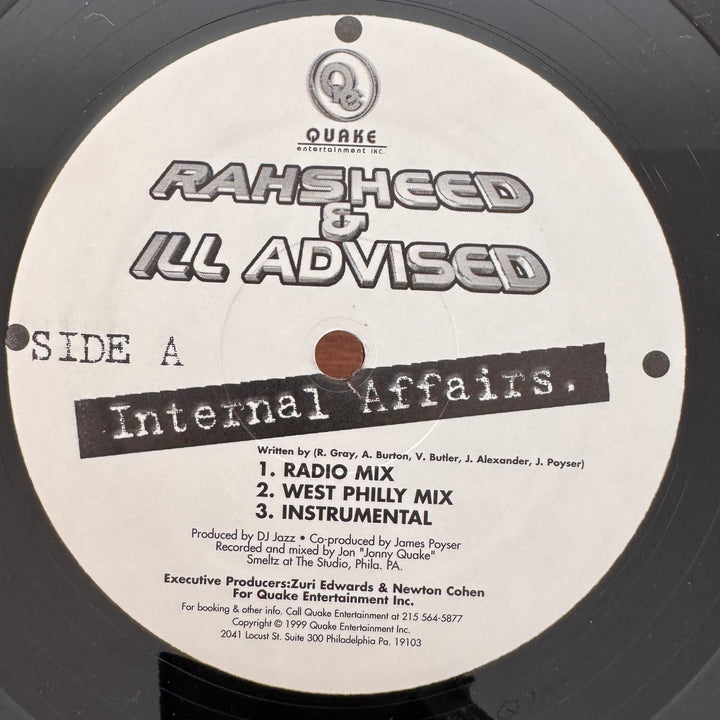 QUAKE
entertainment INC.
RAHSHEED
&
ILL ADVISED
SIDE A
Internal Affairs.
Written by (R. Gray, A. Burton, V. Butler, J. Alexander, J. Poyser)
1. RADIO MIX
2. WEST PHILLY MIX
3. INSTRUMENTAL
Produced by DJ Jazz • Co-produced by James Poyser
Recorded and mixed by Jon "Jonny Quake"
Smeltz at The Studio, Phila. PA.
Executive Producers:Zuri Edwards & Newton Cohen
For Quake Entertainment Inc.
For booking & other info. Call Quake Entertainment at 215 564-5877
Copyright © 1999 Quake Entertainment Inc.
2041 Locust St. Suite 300 Philadelphia Pa. 19103